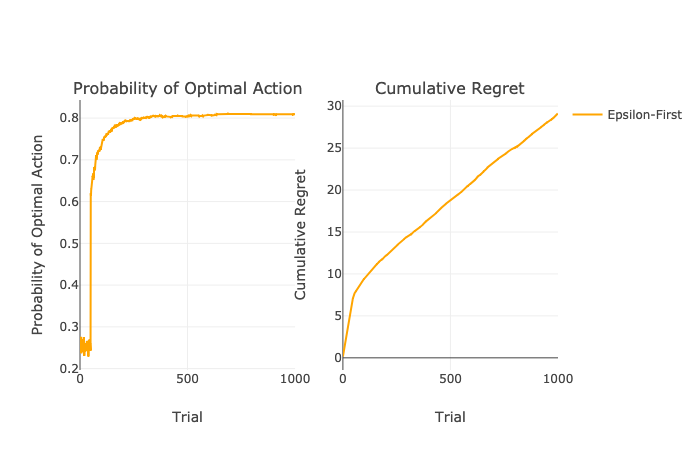 Probability of Optimal Action
Cumulative Regret
Probability of Optimal Action
0.8
0.7
0.6
0.5
0.4
0.3
0.2
0
500
1000
Trial
Cumulative Regret
30
25
20
15
10
5
0
0
500
1000
Trial
Epsilon-First